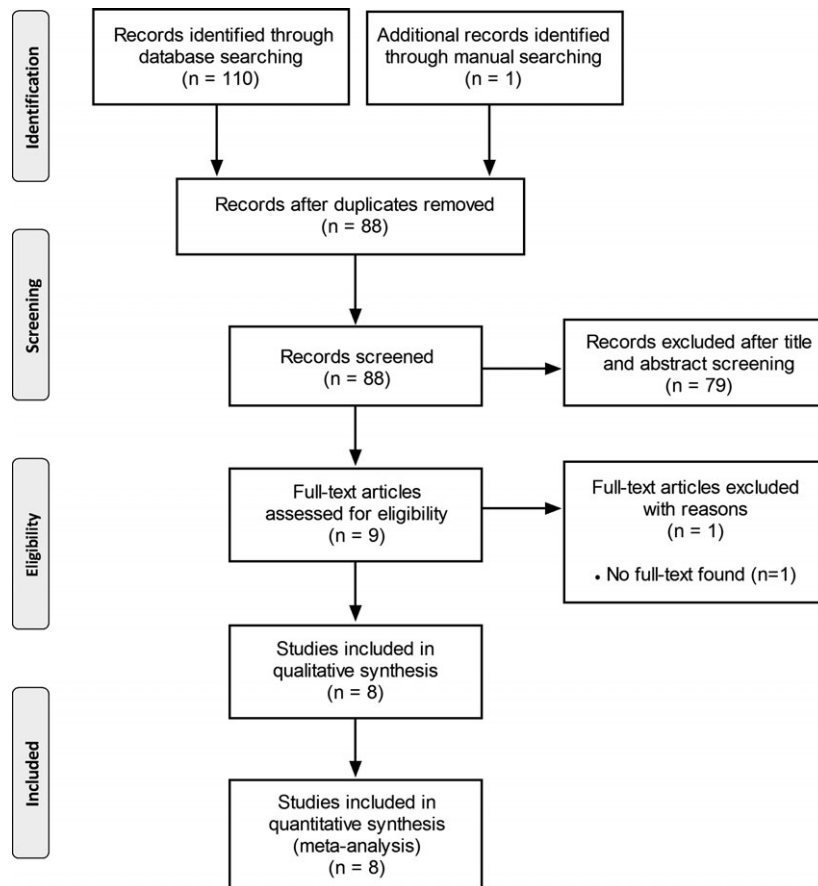 Identification
Records identified through
database searching
(n = 110)
Additional records identified
through manual searching
(n = 1)
Records after duplicates removed
(n = 88)
Screening
Records screened
(n = 88)
Records excluded after title
and abstract screening
(n = 79)
Eligibility
Full-text articles
assessed for eligibility
(n = 9)
Full-text articles excluded
with reasons
(n = 1)
• No full-text found (n=1)
Studies included in
qualitative synthesis
(n = 8)
Included
Studies included in
quantitative synthesis
(meta-analysis)
(n = 8)